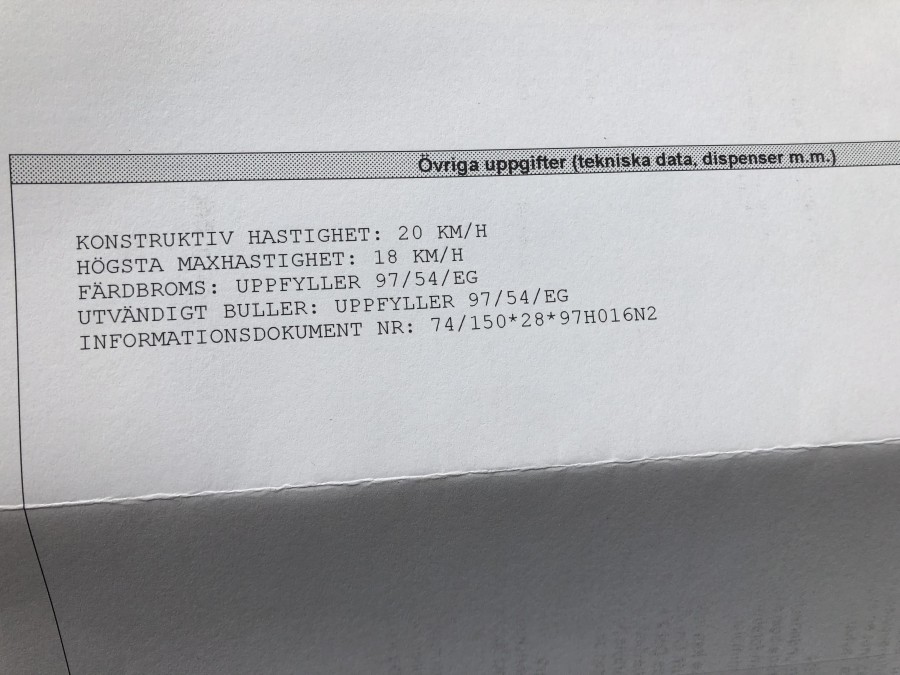 Övriga uppgifter (tekniska data, dispenser m.m.)
KONSTRUKTIV HASTIGHET: 20 KM/H
HÖGSTA MAXHASTIGHET: 18 KM/H
FÄRDBROMS: UPPFYLLER 97/54/EG
UTVÄNDIGT BULLER: UPPFYLLER 97/54/EG
INFORMATIONSDOKUMENT NR: 74/150*28*97H016N2